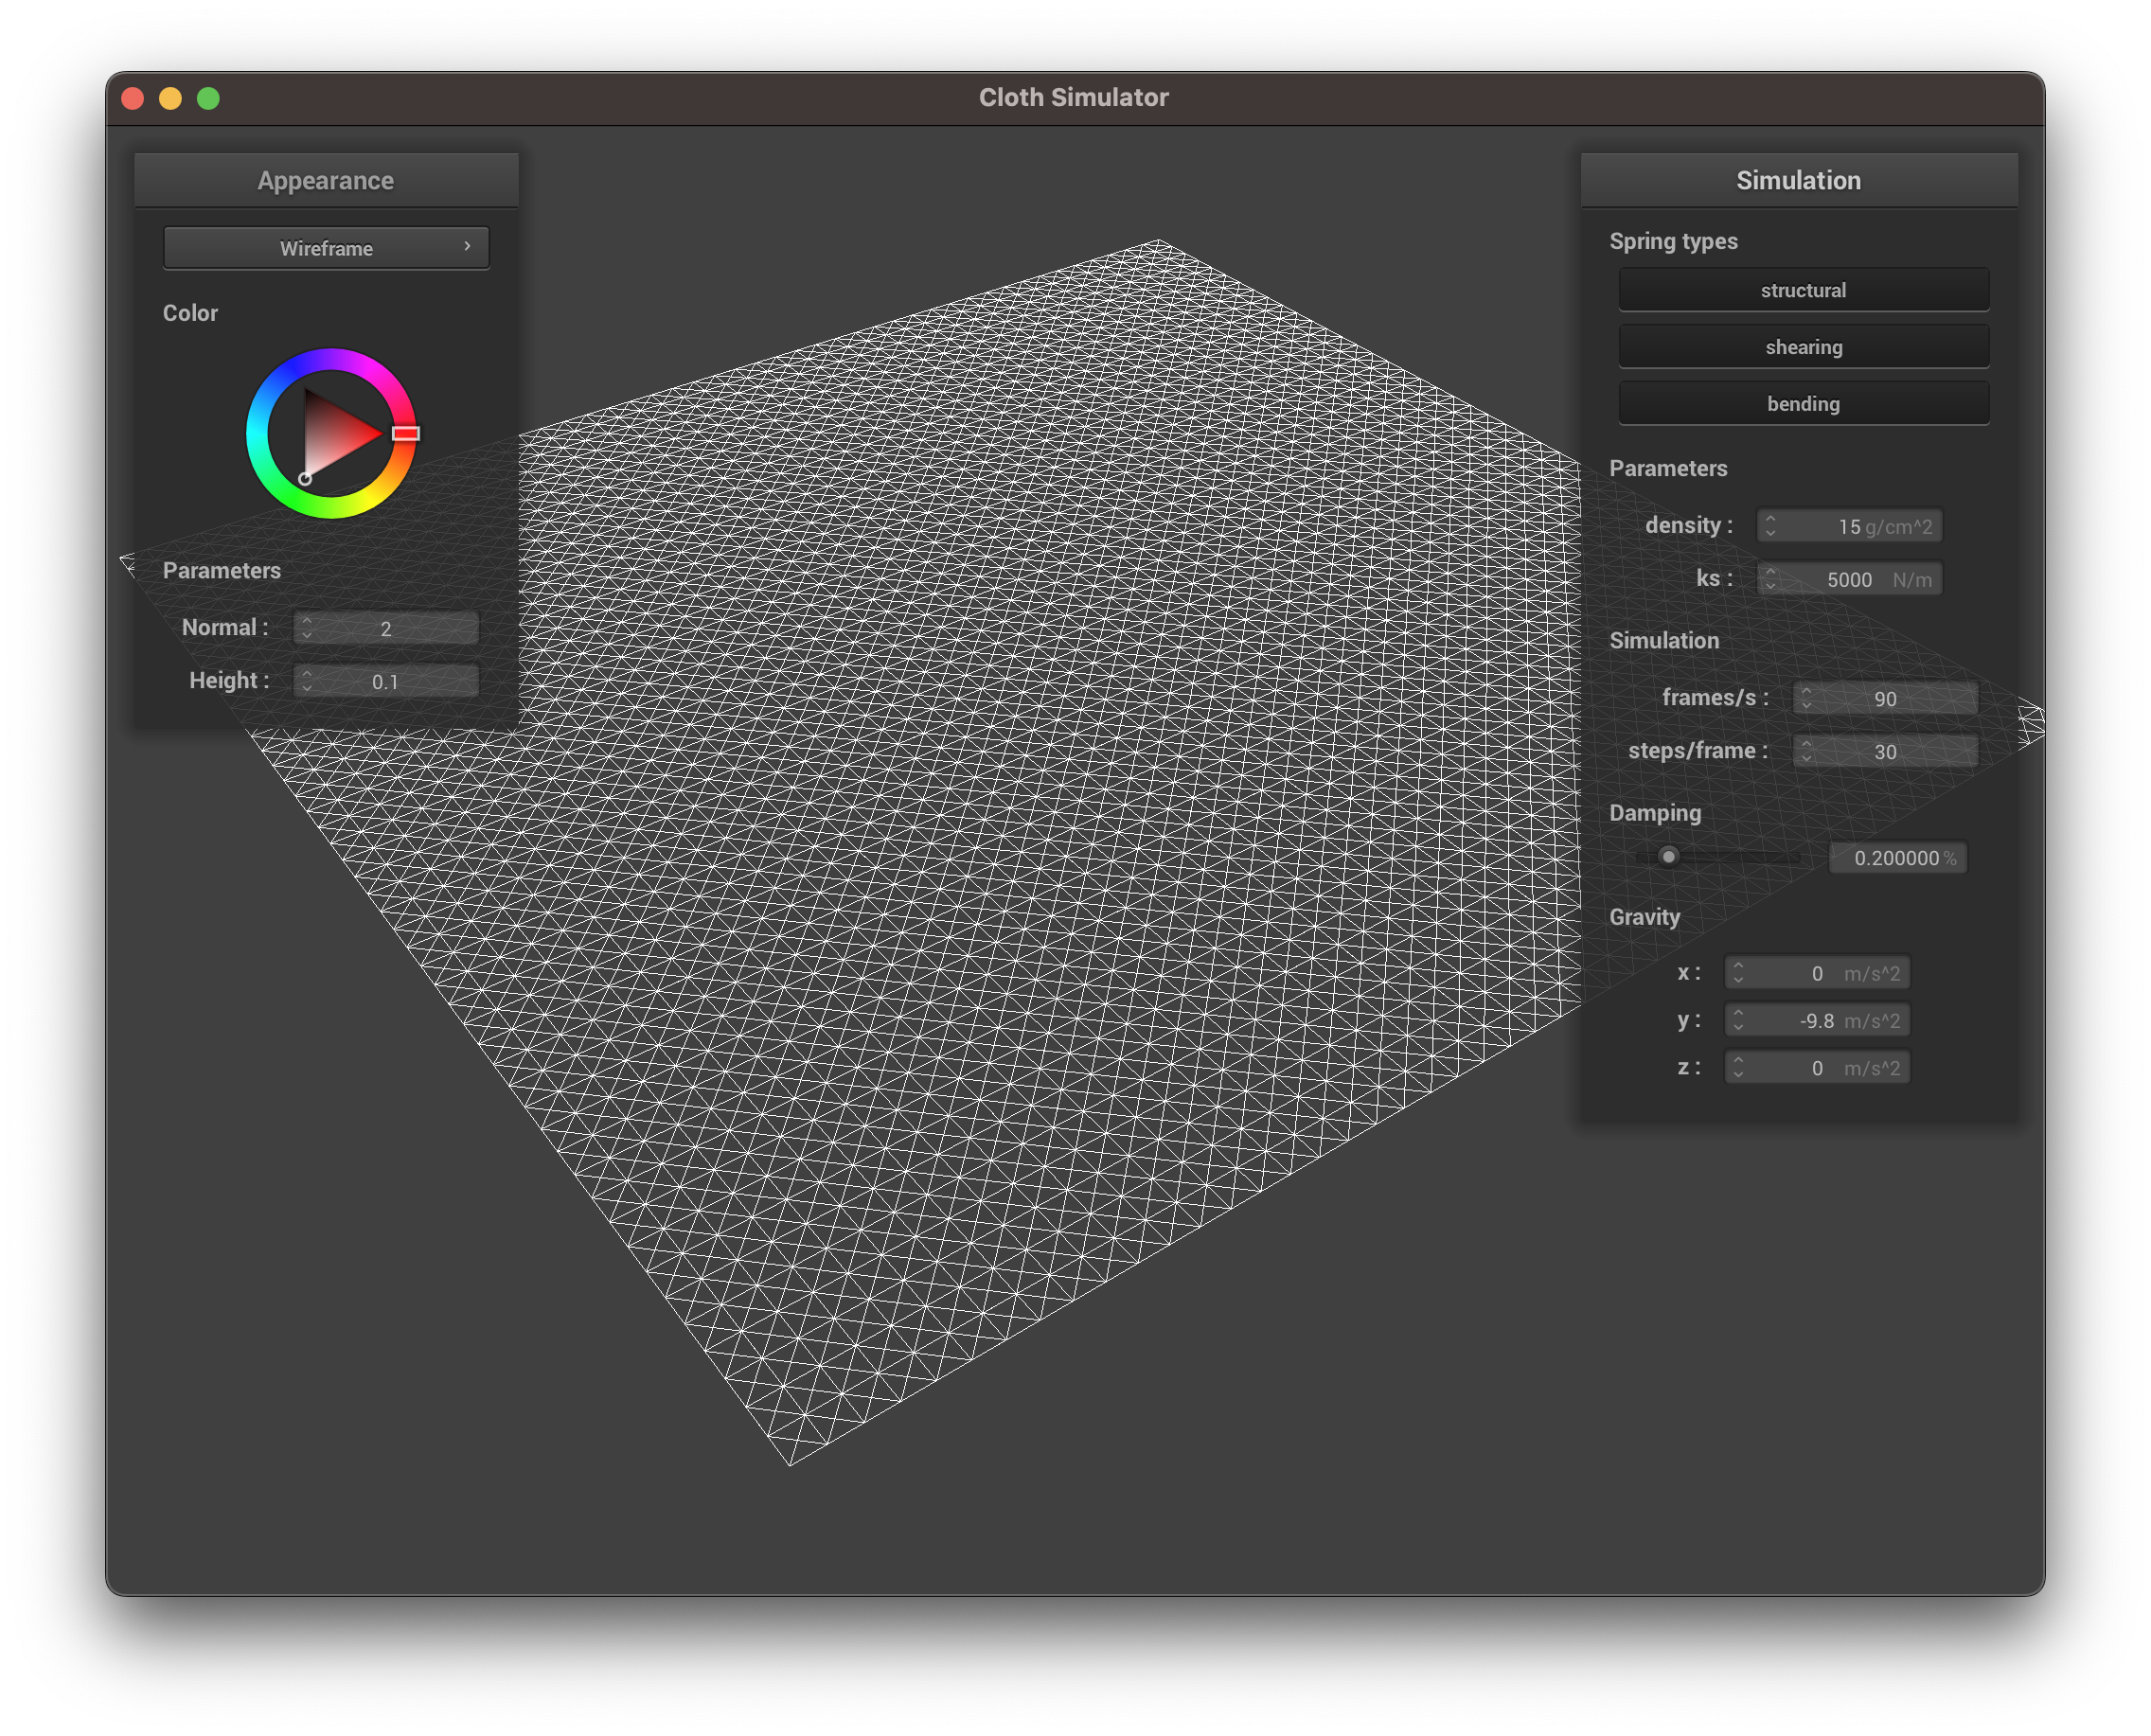 Cloth Simulator
Appearance
Wireframe
Color
Parameters
Normal : 2
Height : 0.1
Simulation
Spring types
structural
shearing
bending
Parameters
density : 15 g/cm^2
ks : 5000 N/m
Simulation
frames/s : 90
steps/frame : 30
Damping
0.200000 %
Gravity
x : 0 m/s^2
y : -9.8 m/s^2
z : 0 m/s^2